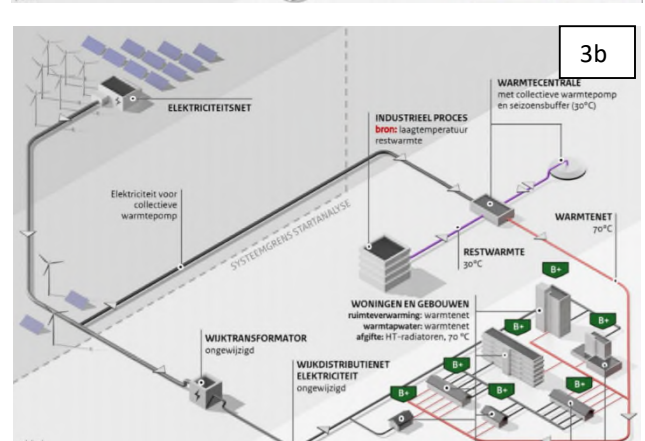 3b
WARMTECENTRALE
met collectieve warmtepomp
en seizoensbuffer (30°C)
ELEKTRICITEITSNET
INDUSTRIEEL PROCES
bron: laagtemperatuur
restwarmte
Elektriciteit voor
collectieve
warmtepomp
SYSTEEMGRENS STARTANALYSE
WARMTENET
70°C
RESTWARMTE
30°C
B+
WONINGEN EN GEBOUWEN
ruimteverwarming: warmtenet
warmtapwater: warmtenet
afgifte: HT-radiatoren, 70 °C
B+
B+
B+
WIJKTRANSFORMATOR
ongewijzigd
WIJKDISTRIBUTIENET
ELEKTRICITEIT
ongewijzigd
B+
B+
B+